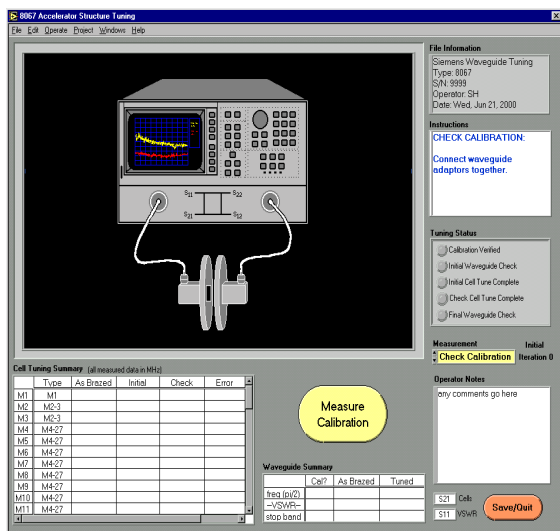 8067 Accelerator Structure Tuning
File Edit Operate Project Windows Help
File Information
Siemens Waveguide Tuning
Type: 8067
S/N: 9999
Operator: SH
Date: Wed, Jun 21, 2000
Instructions
CHECK CALIBRATION:
Connect waveguide
adaptors together.
S11 S22
S21 S12
Tuning Status
Calibration Verified
Initial Waveguide Check
Initial Cell Tune Complete
Check Cell Tune Complete
Final Waveguide Check
Measurement Initial
Check Calibration Iteration 0
Cell Tuning Summary (all measured data in MHz)
Type As Brazed Initial Check Error
M1 M1
M2 M2-3
M3 M2-3
M4 M4-27
M5 M4-27
M6 M4-27
M7 M4-27
M8 M4-27
M9 M4-27
M10 M4-27
M11 M4-27
Measure
Calibration
Waveguide Summary
Cal? As Brazed Tuned
freq (pi/2)
--VSWR--
stop band
Operator Notes
any comments go here
S21 Cells
S11 VSWR
Save/Quit